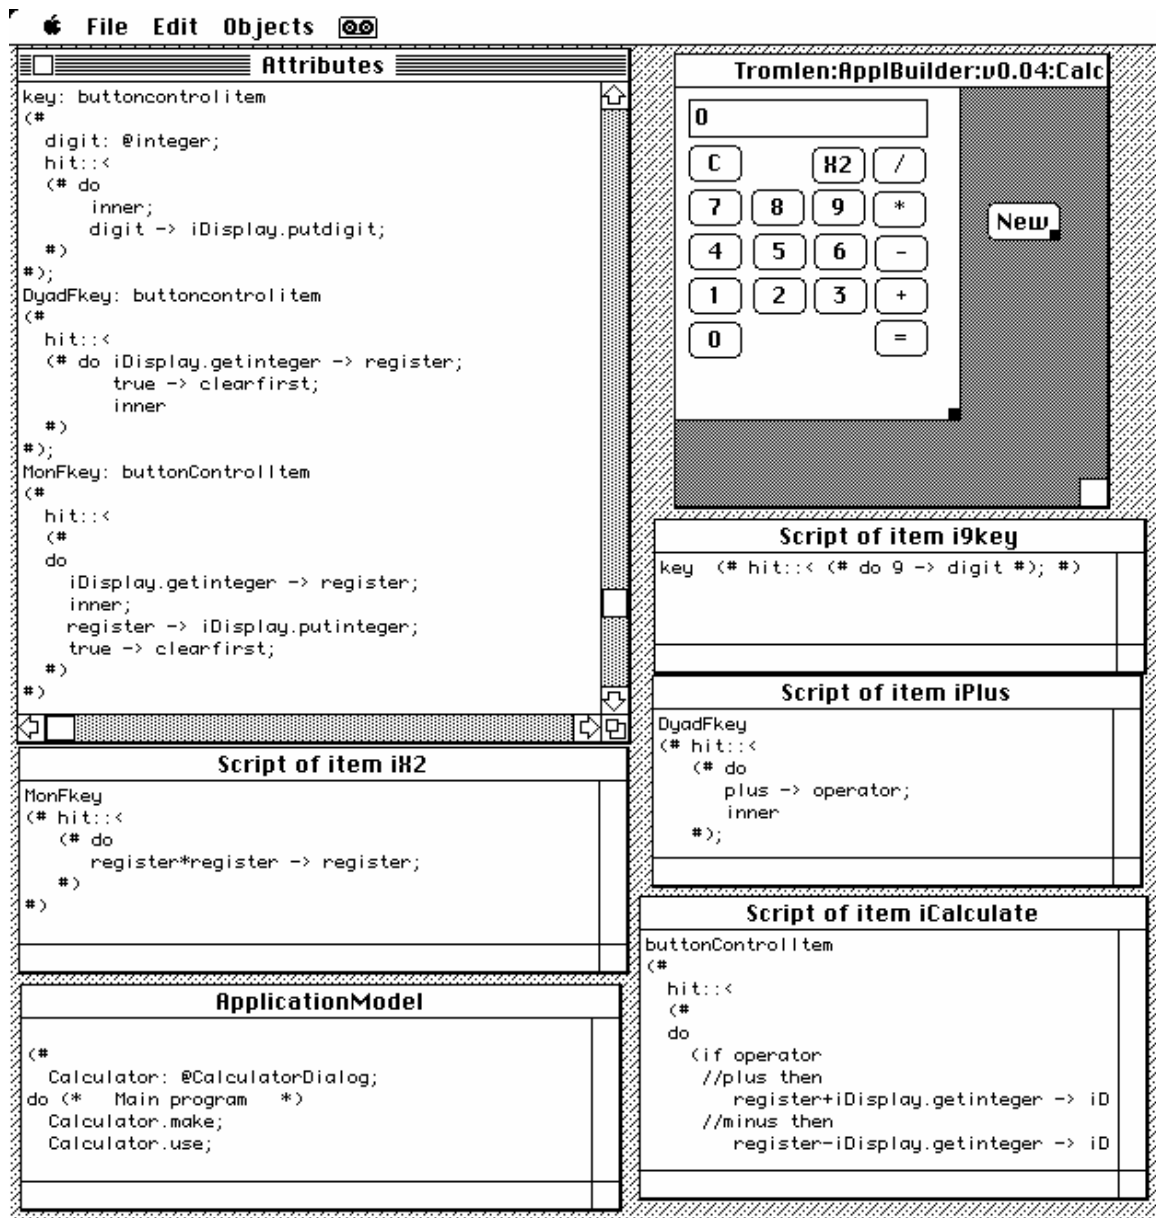 File Edit Objects
Attributes
key: buttoncontrolitem
(#
digit: @integer;
hit::<
(# do
inner;
digit -> iDisplay.putdigit;
#)
#);
DyadFkey: buttoncontrolitem
(#
hit::<
(# do iDisplay.getinteger -> register;
true -> clearfirst;
inner
#)
#);
MonFkey: buttonControlItem
(#
hit::<
(#
do
iDisplay.getinteger -> register;
inner;
register -> iDisplay.putinteger;
true -> clearfirst;
#)
#)
Tromlen:ApplBuilder:v0.04:Calc
0
C X2 /
7 8 9 *
4 5 6 -
1 2 3 +
0 =
New
Script of item i9key
key (# hit::< (# do 9 -> digit #); #)
Script of item iPlus
DyadFkey
(# hit::<
(# do
plus -> operator;
inner
#);
Script of item iX2
MonFkey
(# hit::<
(# do
register*register -> register;
#)
#)
Script of item iCalculate
buttonControlItem
(#
hit::<
(#
do
(if operator
//plus then
register+iDisplay.getinteger -> iD
//minus then
register-iDisplay.getinteger -> iD
ApplicationModel
(#
Calculator: @CalculatorDialog;
do (* Main program *)
Calculator.make;
Calculator.use;